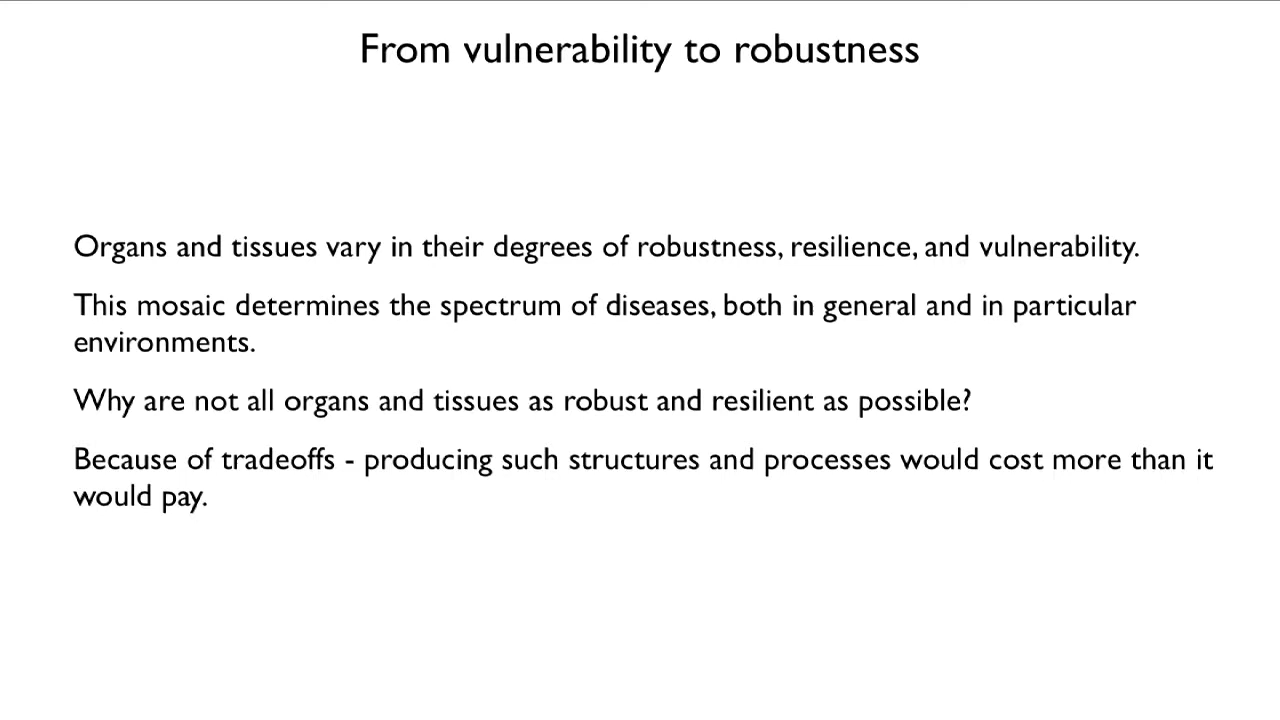 From vulnerability to robustness
Organs and tissues vary in their degrees of robustness, resilience, and vulnerability.
This mosaic determines the spectrum of diseases, both in general and in particular
environments.
Why are not all organs and tissues as robust and resilient as possible?
Because of tradeoffs - producing such structures and processes would cost more than it
would pay.